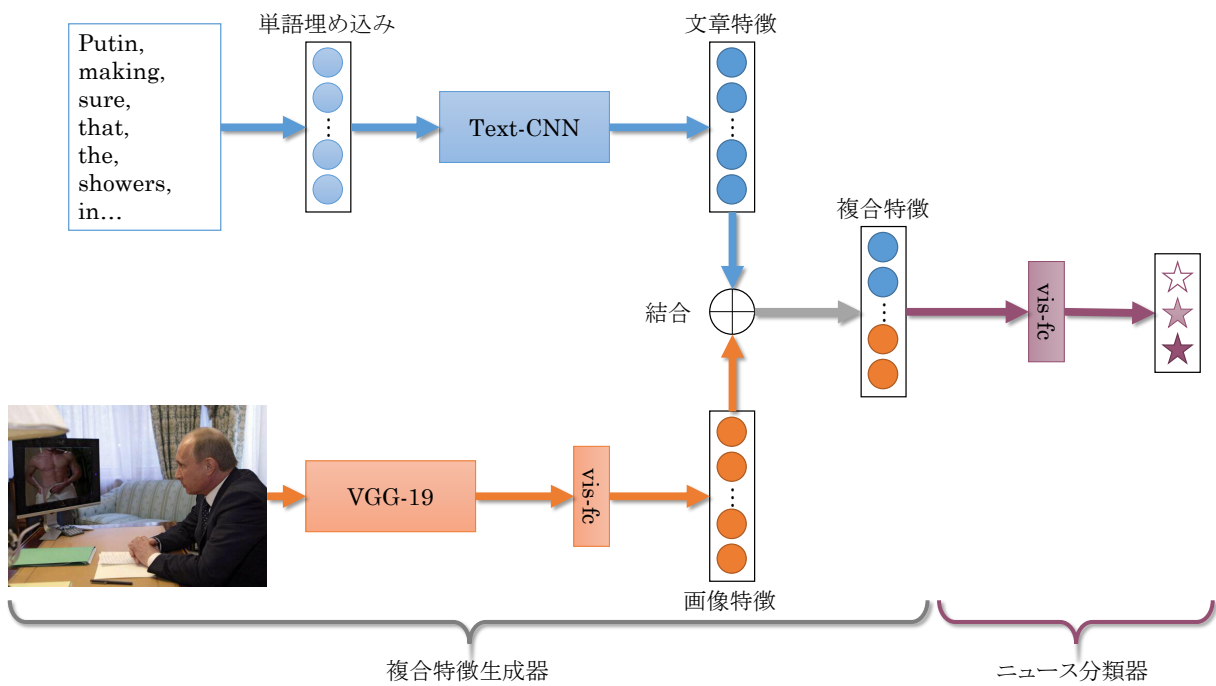 単語埋め込み
文章特徴
Putin,
making,
sure,
that,
the,
showers,
in…
Text-CNN
複合特徴
結合
vis-fc
VGG-19
vis-fc
画像特徴
複合特徴生成器
ニュース分類器